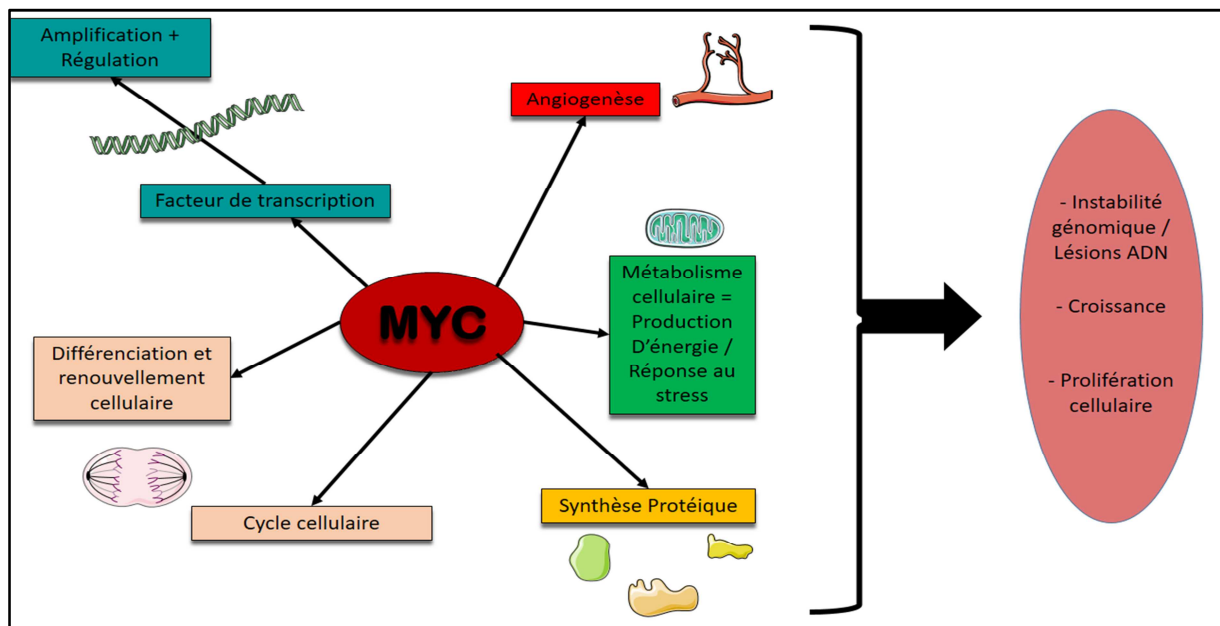 Amplification +
Régulation
Angiogenèse
Facteur de transcription
Métabolisme
cellulaire =
Production
D’énergie /
Réponse au
stress
MYC
Différenciation et
renouvellement
cellulaire
Cycle cellulaire
Synthèse Protéique
- Instabilité
génomique /
Lésions ADN
- Croissance
- Prolifération
cellulaire